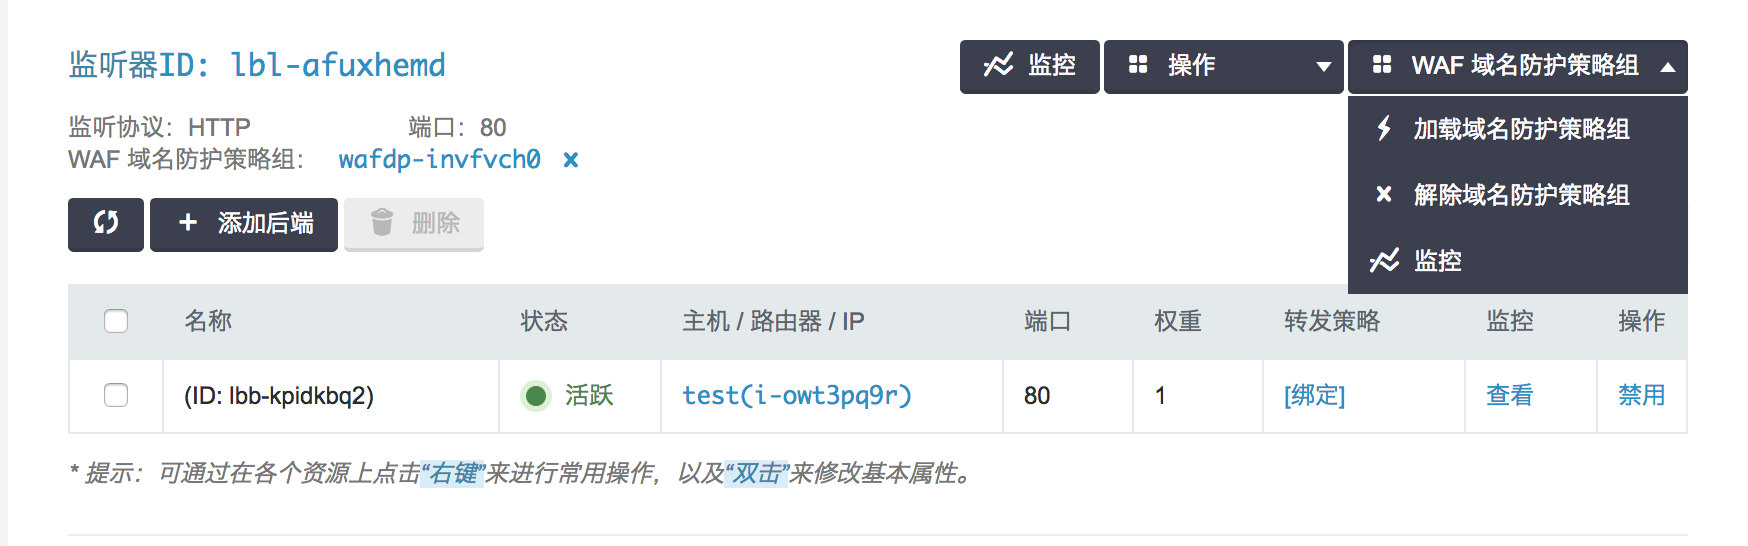 监听器ID: lbl-afuxhemd
监控
操作
WAF 域名防护策略组
加载域名防护策略组
解除域名防护策略组
监控
监听协议: HTTP 端口: 80
WAF 域名防护策略组: wafdp-invfvch0
添加后端
删除
名称 状态 主机 / 路由器 / IP 端口 权重 转发策略 监控 操作
(ID: lbb-kpidkbq2) 活跃 test(i-owt3pq9r) 80 1 [绑定] 查看 禁用
* 提示：可通过在各个资源上点击“右键”来进行常用操作，以及“双击”来修改基本属性。